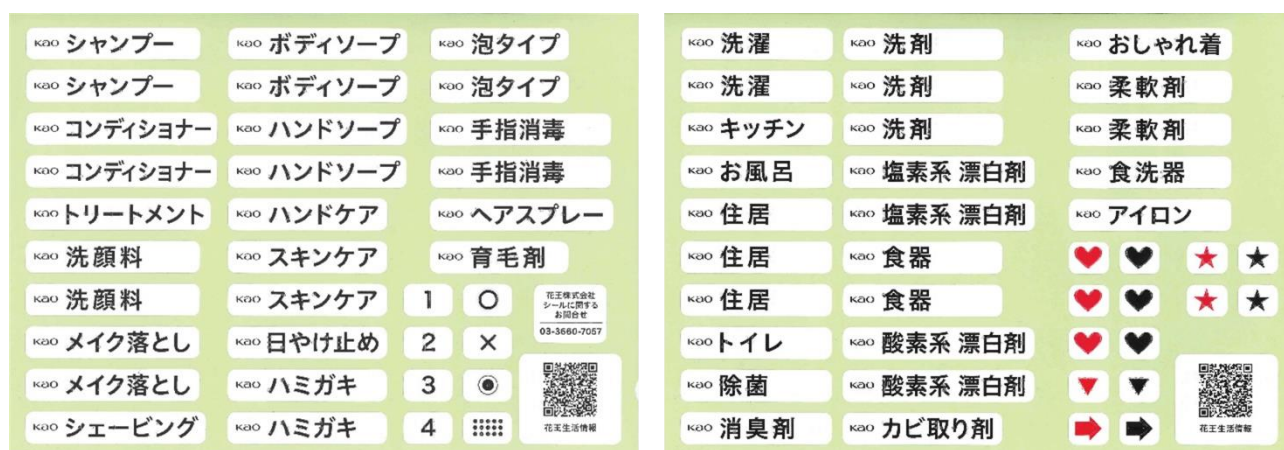 Kao シャンプー
Kao ボディソープ
Kao 泡タイプ
Kao シャンプー
Kao ボディソープ
Kao 泡タイプ
Kao コンディショナー
Kao ハンドソープ
Kao 手指消毒
Kao コンディショナー
Kao ハンドソープ
Kao 手指消毒
Kao トリートメント
Kao ハンドケア
Kao ヘアスプレー
Kao 洗顔料
Kao スキンケア
Kao 育毛剤
Kao 洗顔料
Kao スキンケア
1
花王株式会社
シールに関する
お問合せ
03-3660-7057
Kao メイク落とし
Kao 日やけ止め
2
Kao メイク落とし
Kao ハミガキ
3
Kao シェービング
Kao ハミガキ
4
花王生活情報
Kao 洗濯
Kao 洗剤
Kao おしゃれ着
Kao 洗濯
Kao 洗剤
Kao 柔軟剤
Kao キッチン
Kao 洗剤
Kao 柔軟剤
Kao お風呂
Kao 塩素系 漂白剤
Kao 食洗器
Kao 住居
Kao 塩素系 漂白剤
Kao アイロン
Kao 住居
Kao 食器
Kao 住居
Kao 食器
Kao トイレ
Kao 酸素系 漂白剤
Kao 除菌
Kao 酸素系 漂白剤
Kao 消臭剤
Kao カビ取り剤
花王生活情報